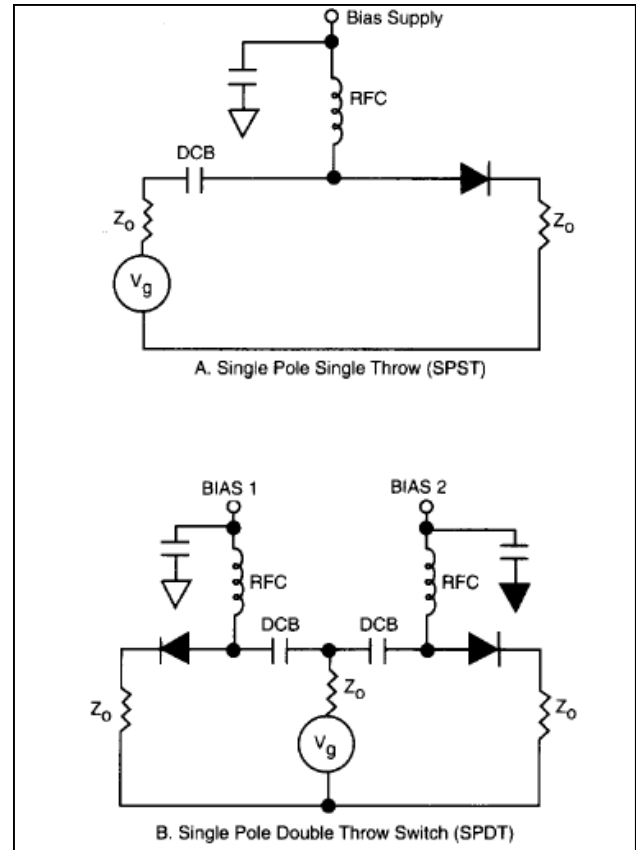 Bias Supply
RFC
DCB
Zo
Vg
Zo
A. Single Pole Single Throw (SPST)
BIAS 1
BIAS 2
RFC
RFC
DCB
DCB
Zo
Zo
Zo
Vg
B. Single Pole Double Throw Switch (SPDT)